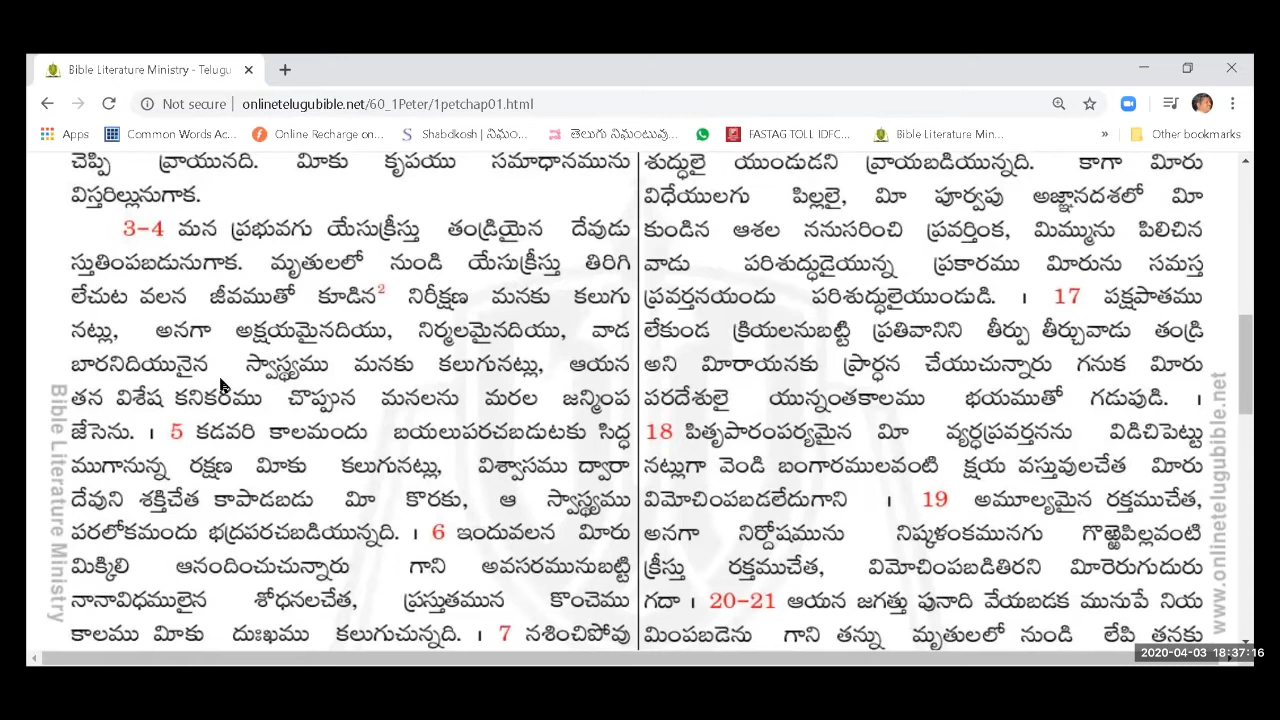 Bible Literature Ministry - Telugu
Not secure | onlinetelugubible.net/60_1Peter/1petchap01.html
Apps Common Words Ac... Online Recharge on... Shabdkosh | నిఘం... తెలుగు నిఘంటువు... FASTAG TOLL IDFC... Bible Literature Min... » Other bookmarks
చెప్పి వ్రాయునది. మీకు కృపయు సమాధానమును
విస్తరిల్లునుగాక.
3-4 మన ప్రభువగు యేసుక్రీస్తు తండ్రియైన దేవుడు
స్తుతింపబడునుగాక. మృతులలో నుండి యేసుక్రీస్తు తిరిగి
లేచుట వలన జీవముతో కూడిన2 నిరీక్షణ మనకు కలుగు
నట్లు, అనగా అక్షయమైనదియు, నిర్మలమైనదియు, వాడ
బారనిదియునైన స్వాస్థ్యము మనకు కలుగునట్లు, ఆయన
తన విశేష కనికరము చొప్పున మనలను మరల జన్మింప
జేసెను. । 5 కడవరి కాలమందు బయలుపరచబడుటకు సిద్ధ
ముగానున్న రక్షణ మీకు కలుగునట్లు, విశ్వాసము ద్వారా
దేవుని శక్తిచేత కాపాడబడు మీ కొరకు, ఆ స్వాస్థ్యము
పరలోకమందు భద్రపరచబడియున్నది. । 6 ఇందువలన మీరు
మిక్కిలి ఆనందించుచున్నారు గాని అవసరమునుబట్టి
నానావిధములైన శోధనలచేత, ప్రస్తుతమున కొంచెము
కాలము మీకు దుఃఖము కలుగుచున్నది. । 7 నశించిపోవు
శుద్ధులై యుండుడని వ్రాయబడియున్నది. కాగా మీరు
విధేయులగు పిల్లలై, మీ పూర్వపు అజ్ఞానదశలో మీ
కుండిన ఆశల ననుసరించి ప్రవర్తింక, మిమ్మును పిలిచిన
వాడు పరిశుద్ధుడైయున్న ప్రకారము మీరును సమస్త
ప్రవర్తనయందు పరిశుద్ధులైయుండుడి. । 17 పక్షపాతము
లేకుండ క్రియలనుబట్టి ప్రతివానిని తీర్పు తీర్చువాడు తండ్రి
అని మీరాయనకు ప్రార్థన చేయుచున్నారు గనుక మీరు
పరదేశులై యున్నంతకాలము భయముతో గడుపుడి. ।
18 పితృపారంపర్యమైన మీ వ్యర్థప్రవర్తనను విడిచిపెట్టు
నట్లుగా వెండి బంగారములవంటి క్షయ వస్తువులచేత మీరు
విమోచింపబడలేదుగాని । 19 అమూల్యమైన రక్తముచేత,
అనగా నిర్దోషమును నిష్కళంకమునగు గొఱ్ఱెపిల్లవంటి
క్రీస్తు రక్తముచేత, విమోచింపబడితిరని మీరెరుగుదురు
గదా । 20-21 ఆయన జగత్తు పునాది వేయబడక మునుపే నియ
మింపబడెను గాని తన్ను మృతులలో నుండి లేపి తనకు
Bible Literature Ministry
www.onlinetelugubible.net
2020-04-03 18:37:16